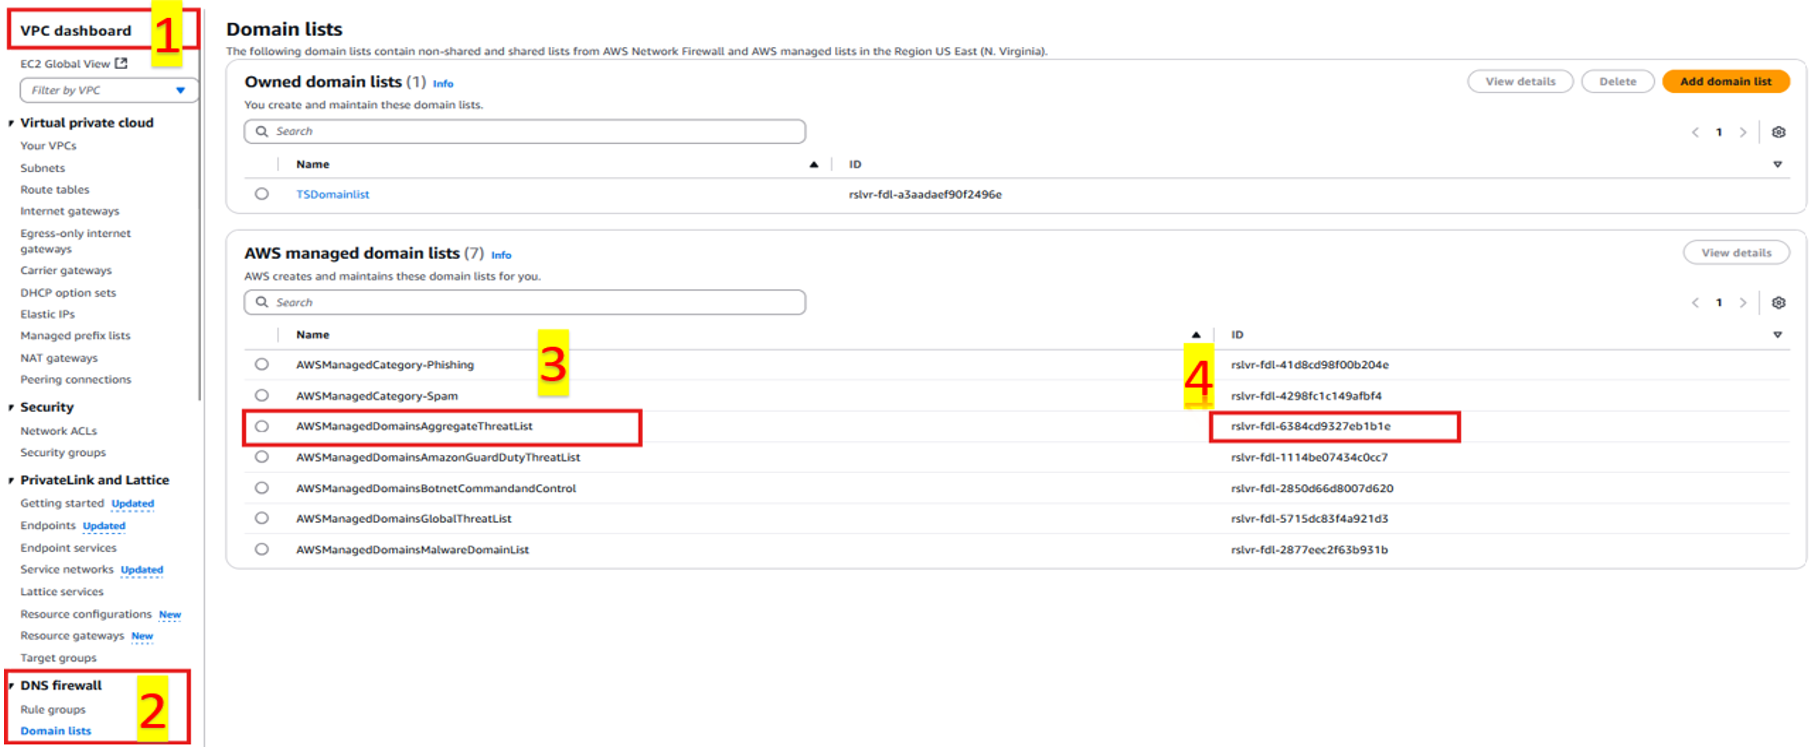 VPC dashboard
1
EC2 Global View
Filter by VPC
Virtual private cloud
Your VPCs
Subnets
Route tables
Internet gateways
Egress-only internet
gateways
Carrier gateways
DHCP option sets
Elastic IPs
Managed prefix lists
NAT gateways
Peering connections
Security
Network ACLs
Security groups
PrivateLink and Lattice
Getting started Updated
Endpoints Updated
Endpoint services
Service networks Updated
Lattice services
Resource configurations New
Resource gateways New
Target groups
DNS firewall
Rule groups
2
Domain lists
Domain lists
The following domain lists contain non-shared and shared lists from AWS Network Firewall and AWS managed lists in the Region US East (N. Virginia).
Owned domain lists (1) Info
View details Delete Add domain list
You create and maintain these domain lists.
Search
1
Name ID
TSDomainlist rslvr-fdl-a3aadaef90f2496e
AWS managed domain lists (7) Info
View details
AWS creates and maintains these domain lists for you.
Search
1
Name ID
3
4
AWSManagedCategory-Phishing rslvr-fdl-41d8cd98f00b204e
AWSManagedCategory-Spam rslvr-fdl-4298fc1c149afbf4
AWSManagedDomainsAggregateThreatList rslvr-fdl-6384cd9327eb1b1e
AWSManagedDomainsAmazonGuardDutyThreatList rslvr-fdl-1114be07434c0cc7
AWSManagedDomainsBotnetCommandandControl rslvr-fdl-2850d66d8007d620
AWSManagedDomainsGlobalThreatList rslvr-fdl-5715dc83f4a921d3
AWSManagedDomainsMalwareDomainList rslvr-fdl-2877eec2f63b931b